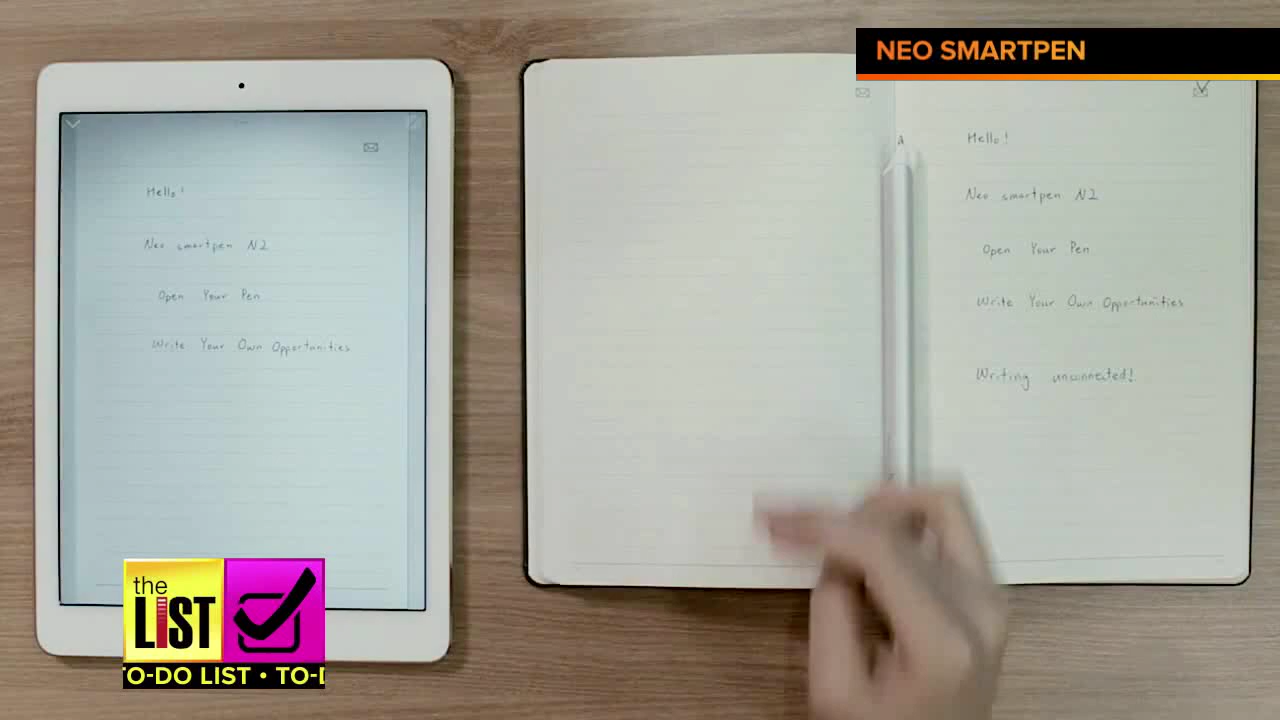 NEO SMARTPEN
Hello!
Neo smartpen N2
Open Your Pen
Write Your Own Opportunities
Hello!
Neo smartpen N2
Open Your Pen
Write Your Own Opportunities
Writing unconnected!
the
LIST
TO-DO LIST • TO-D